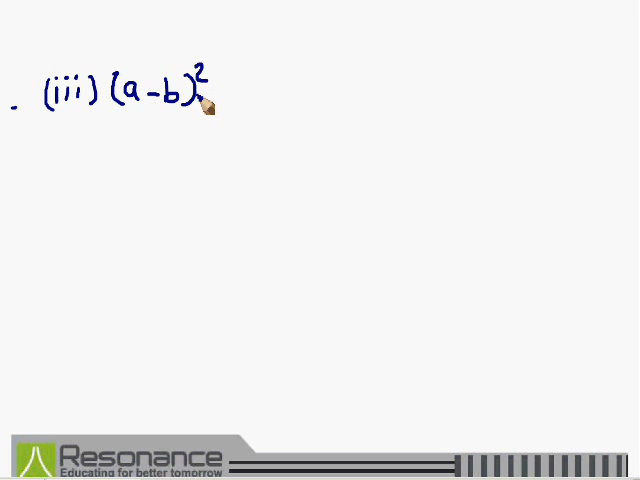 (iii) (a-b)²
Resonance
Educating for better tomorrow